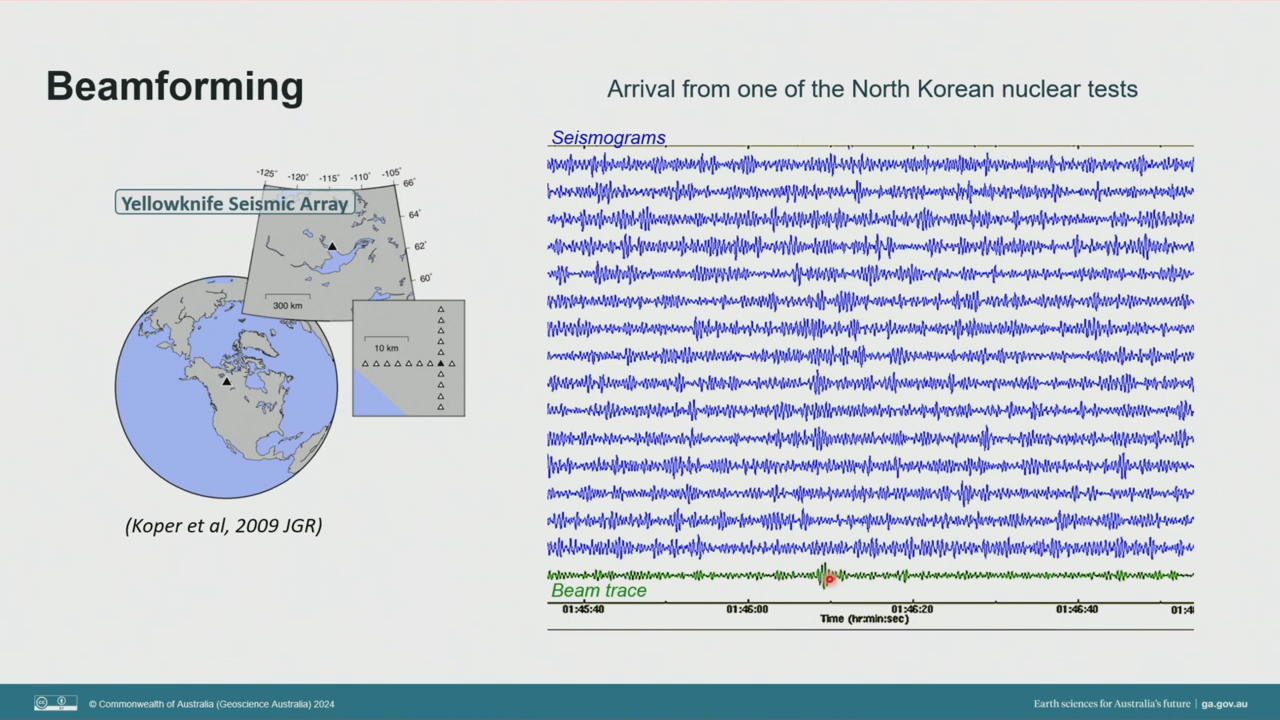 Beamforming
Arrival from one of the North Korean nuclear tests
Seismograms
-125° -120° -115° -110° -105°
66°
Yellowknife Seismic Array
64°
62°
60°
300 km
10 km
(Koper et al, 2009 JGR)
Beam trace
01:45:40 01:46:00 01:46:20 01:46:40 01:4
Time (hr:min:sec)
cc
© Commonwealth of Australia (Geoscience Australia) 2024
Earth sciences for Australia's future | ga.gov.au